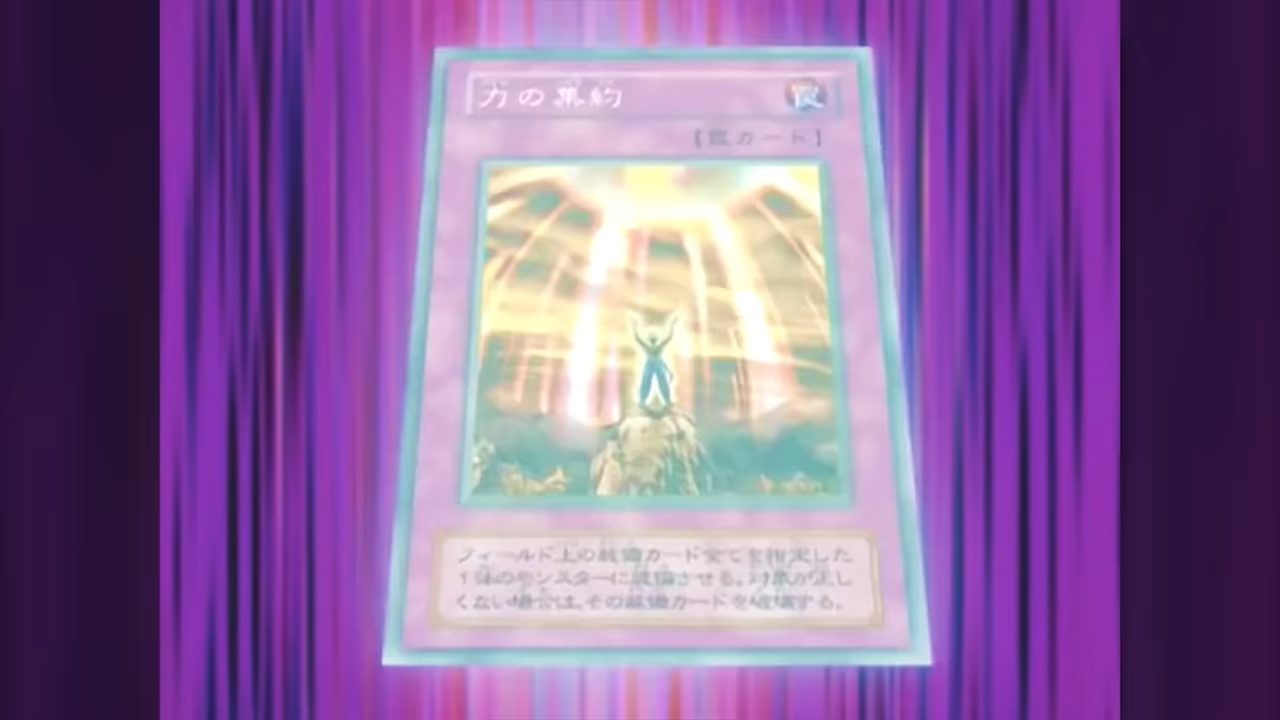 力の集約
罠
【罠カード】
フィールド上の装備カード全てを指定した
1体のモンスターに装備させる。対象が正し
くない場合は、その装備カードを破壊する。